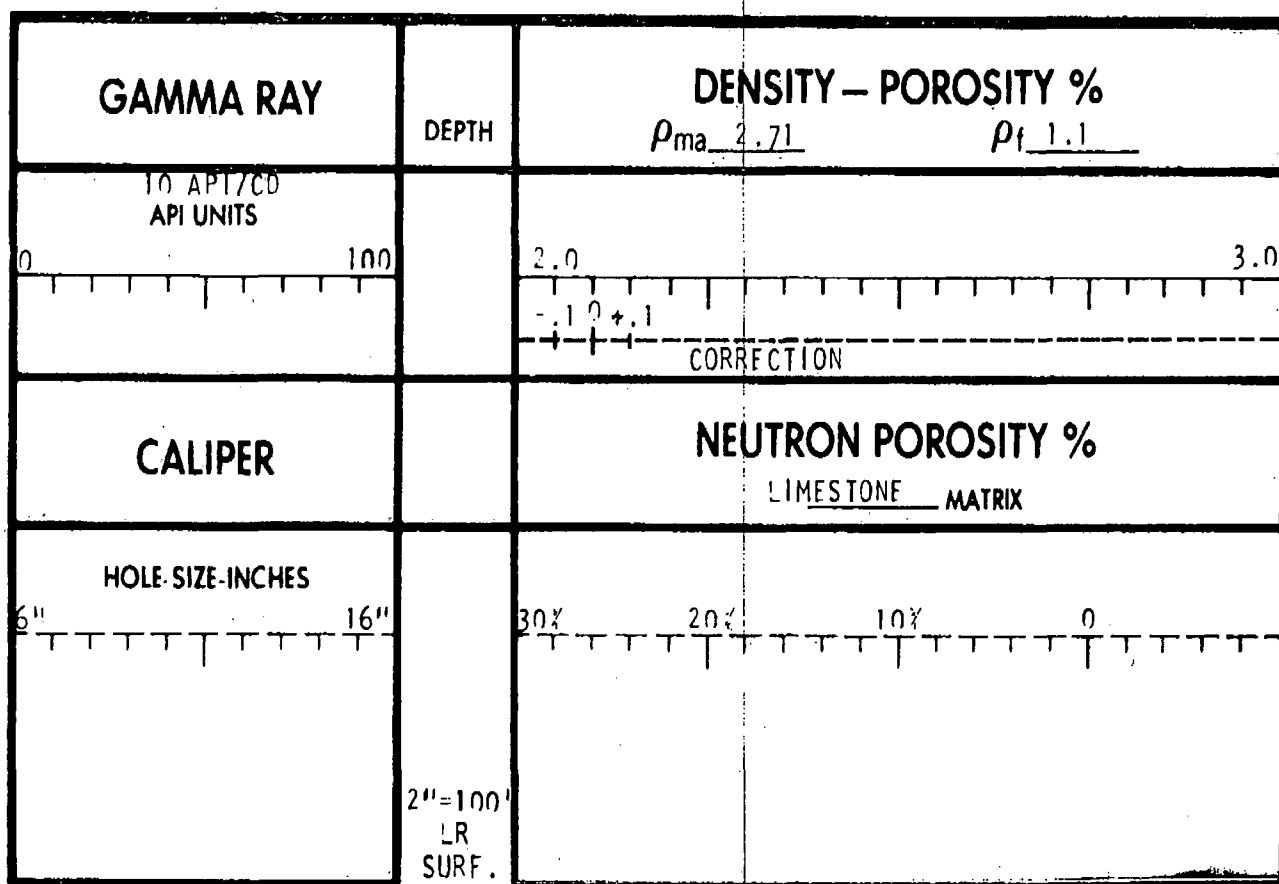 GAMMA RAY
DEPTH
DENSITY – POROSITY %
ρma 2.71 ρf 1.1
10 API/CD
API UNITS
0 100
2.0 3.0
-.1 0 +.1
CORRECTION
CALIPER
NEUTRON POROSITY %
LIMESTONE MATRIX
HOLE-SIZE-INCHES
6" 16"
30% 20% 10% 0
2"=100'
LR
SURF.